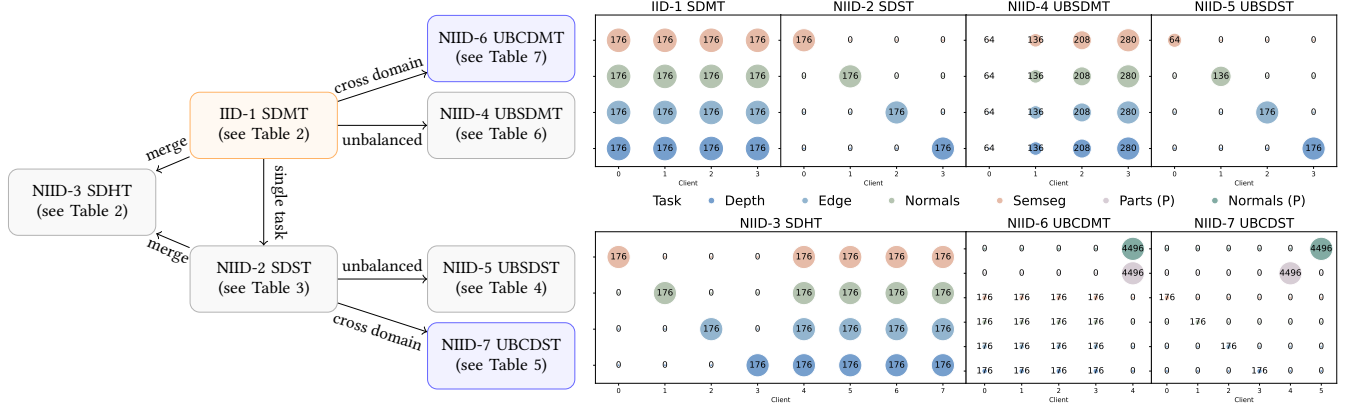 NIID-6 UBCDMT
(see Table 7)
cross domain
IID-1 SDMT
(see Table 2)
NIID-4 UBSDMT
(see Table 6)
unbalanced
merge
single task
NIID-3 SDHT
(see Table 2)
merge
NIID-2 SDST
(see Table 3)
unbalanced
NIID-5 UBSDST
(see Table 4)
cross domain
NIID-7 UBCDST
(see Table 5)
IID-1 SDMT
176 176 176 176
176 176 176 176
176 176 176 176
176 176 176 176
0 1 2 3
Client
NIID-2 SDST
176 0 0 0
0 176 0 0
0 0 176 0
0 0 0 176
0 1 2 3
NIID-4 UBSDMT
64 136 208 280
64 136 208 280
64 136 208 280
64 136 208 280
0 1 2 3
Client
NIID-5 UBSDST
64 0 0 0
0 136 0 0
0 0 176 0
0 0 0 176
0 1 2 3
Client
Task Depth Edge Normals Semseg Parts (P) Normals (P)
NIID-3 SDHT
176 0 0 0 176 176 176 176
0 176 0 0 176 176 176 176
0 0 176 0 176 176 176 176
0 0 0 176 176 176 176 176
0 1 2 3 4 5 6 7
Client
NIID-6 UBCDMT
0 0 0 0 4496
0 0 0 0 4496
176 176 176 176 0
176 176 176 176 0
176 176 176 176 0
176 176 176 176 0
0 1 2 3 4
Client
NIID-7 UBCDST
0 0 0 0 0 4496
0 0 0 0 4496 0
176 0 0 0 0 0
0 176 0 0 0 0
0 0 176 0 0 0
0 0 0 176 0 0
0 1 2 3 4 5
Client